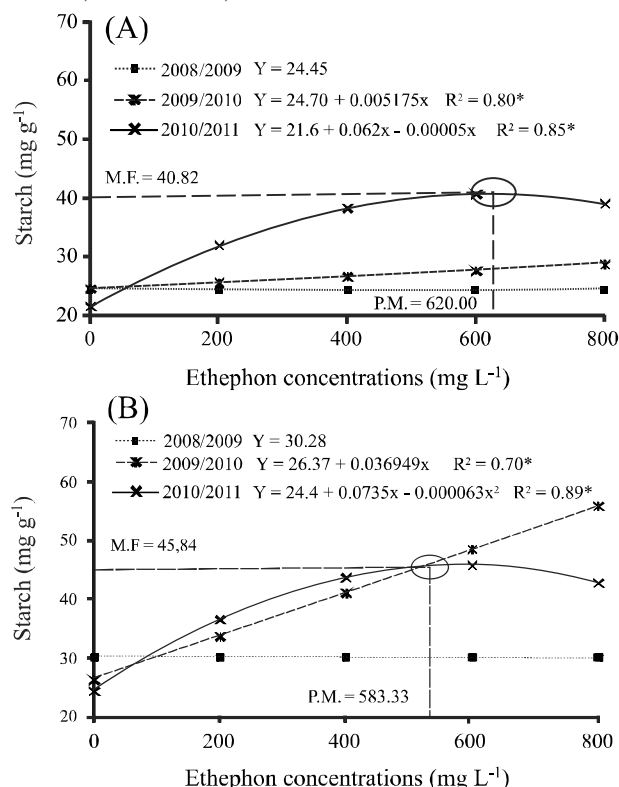 (A)
70
60
50
40
30
20
Starch (mg g⁻¹)
2008/2009 Y = 24.45
2009/2010 Y = 24.70 + 0.005175x R² = 0.80*
2010/2011 Y = 21.6 + 0.062x – 0.00005x R² = 0.85*
M.F. = 40.82
P.M. = 620.00
0 200 400 600 800
Ethephon concentrations (mg L⁻¹)
(B)
70
60
50
40
30
20
Starch (mg g⁻¹)
2008/2009 Y = 30.28
2009/2010 Y = 26.37 + 0.036949x R² = 0.70*
2010/2011 Y = 24.4 + 0.0735x – 0.000063x² R² = 0.89*
M.F = 45,84
P.M. = 583.33
0 200 400 600 800
Ethephon concentrations (mg L⁻¹)